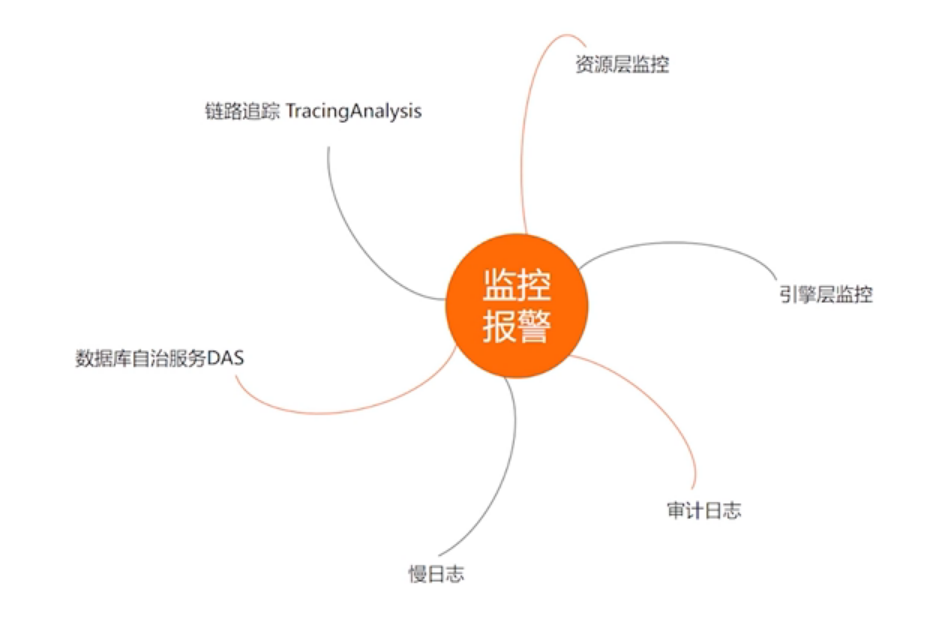 资源层监控
链路追踪 TracingAnalysis
监控
报警
引擎层监控
数据库自治服务DAS
审计日志
慢日志